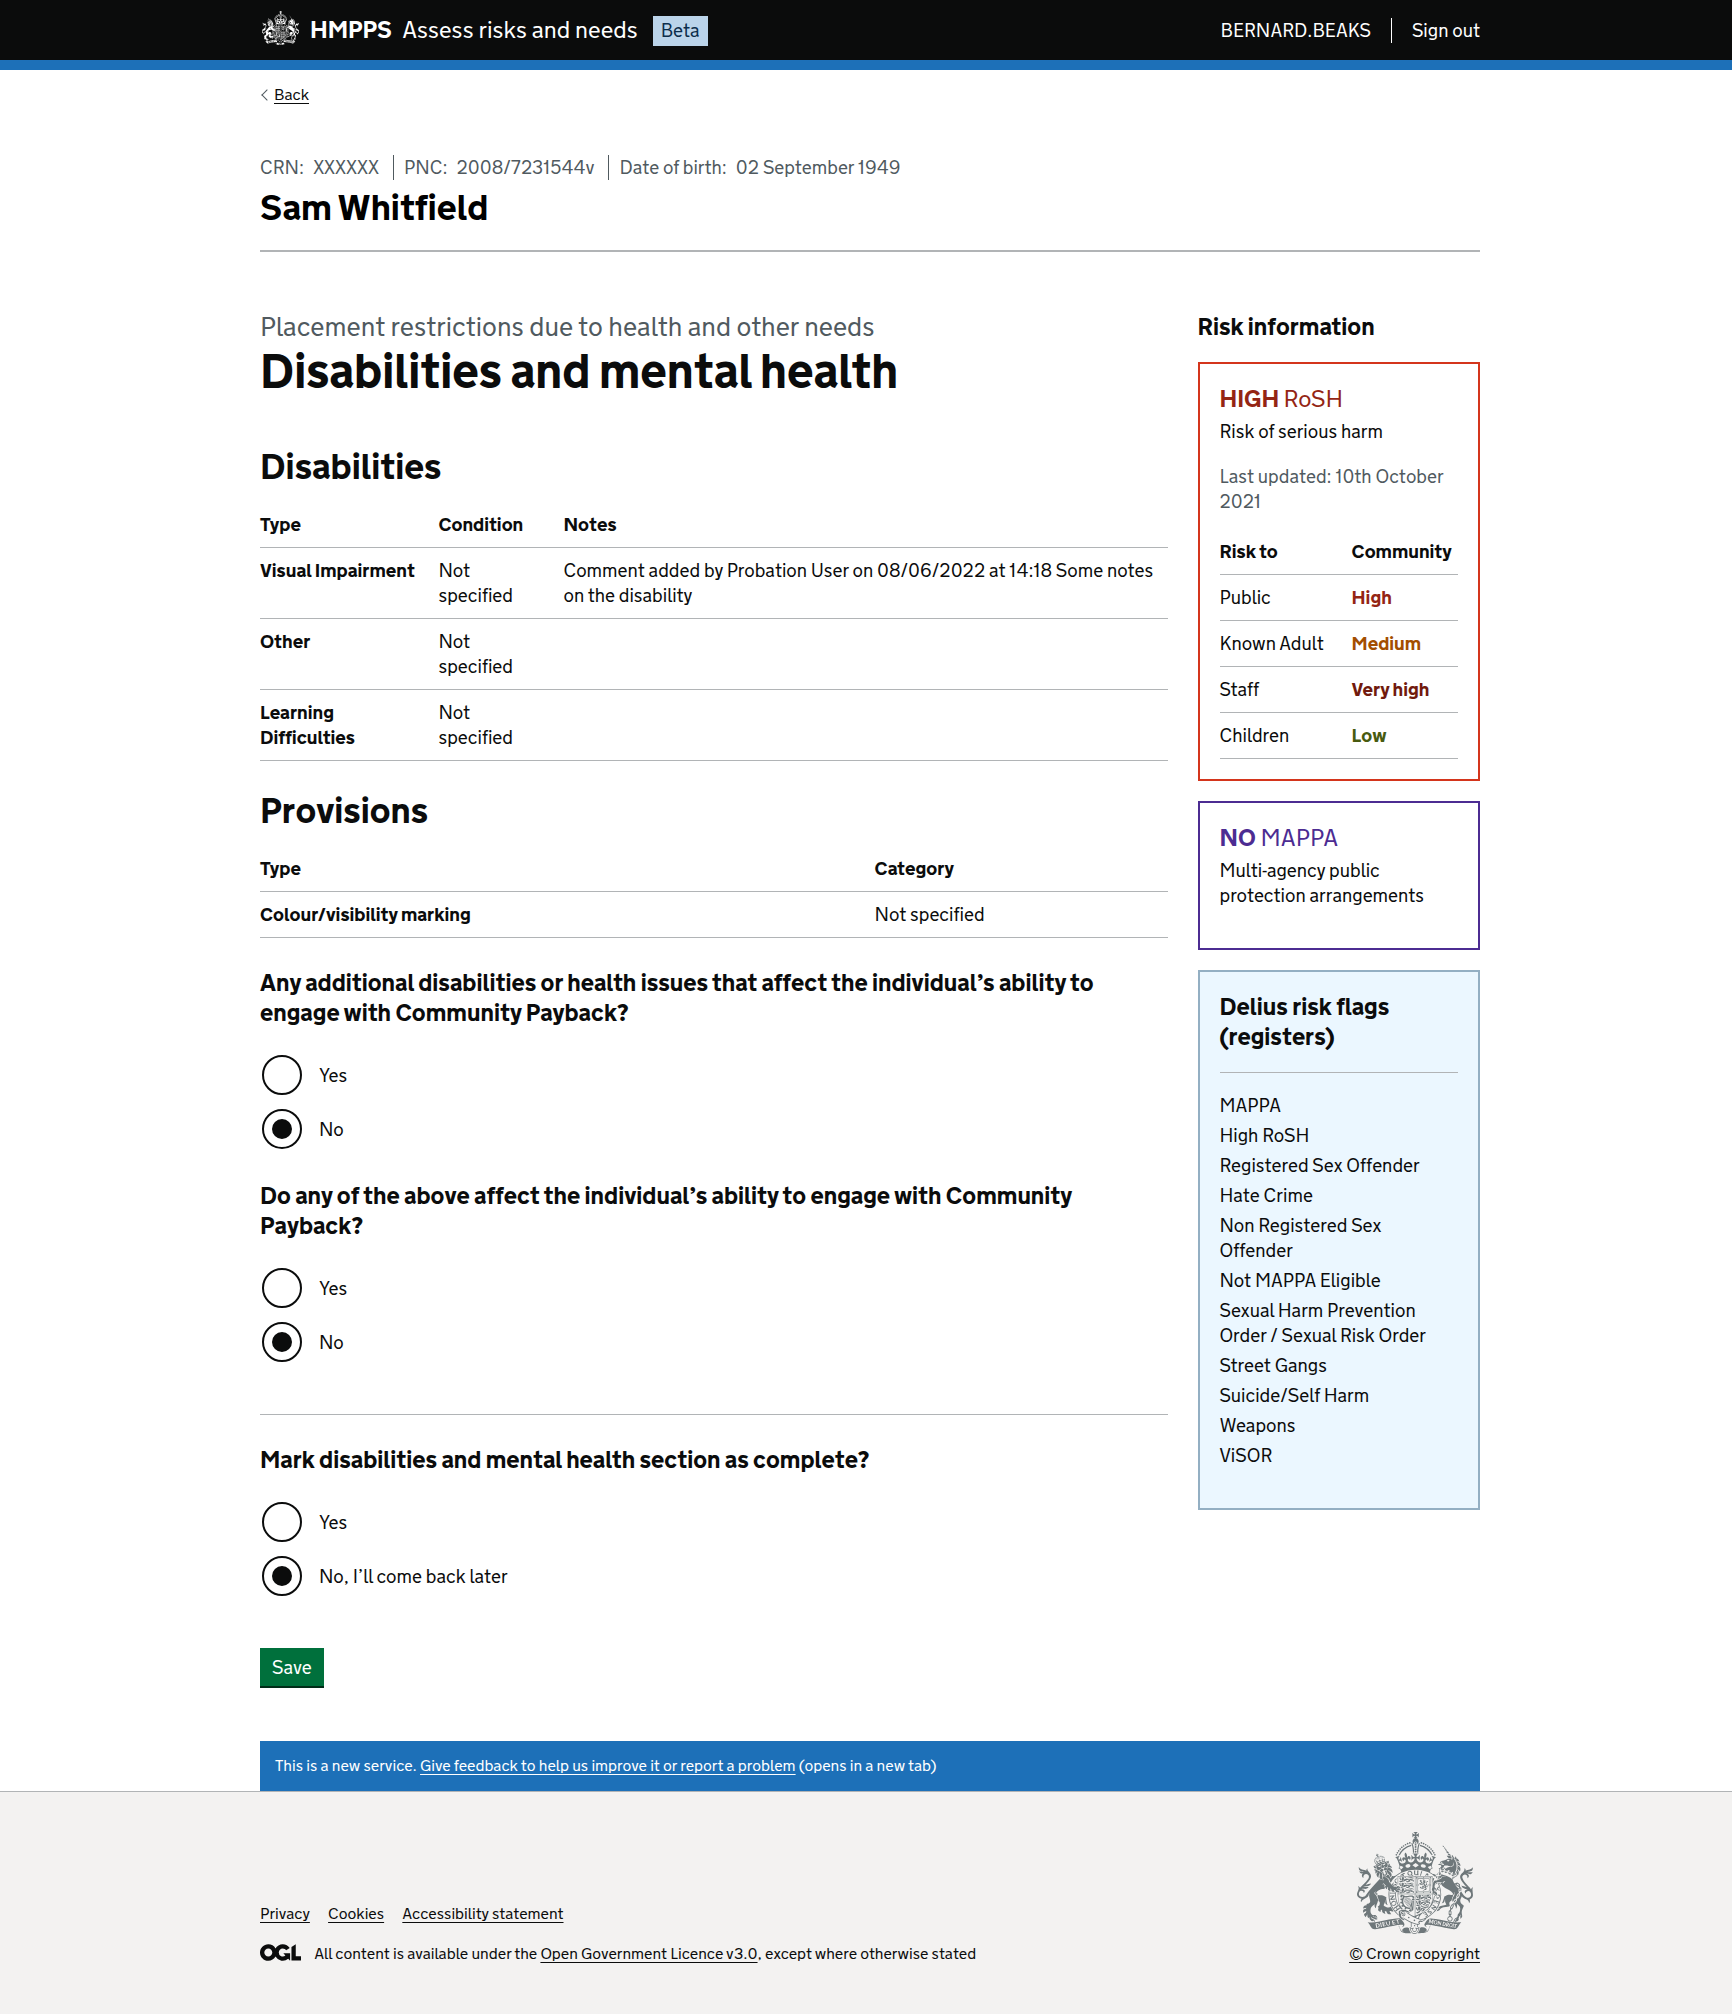 HMPPS Assess risks and needs Beta
BERNARD.BEAKS Sign out
Back
CRN: XXXXXX PNC: 2008/7231544v Date of birth: 02 September 1949
Sam Whitfield
Placement restrictions due to health and other needs
Disabilities and mental health
Disabilities
Type Condition Notes
Visual Impairment Not specified Comment added by Probation User on 08/06/2022 at 14:18 Some notes
on the disability
Other Not specified
Learning Difficulties Not specified
Provisions
Type Category
Colour/visibility marking Not specified
Any additional disabilities or health issues that affect the individual’s ability to
engage with Community Payback?
Yes
No
Do any of the above affect the individual’s ability to engage with Community
Payback?
Yes
No
Mark disabilities and mental health section as complete?
Yes
No, I’ll come back later
Save
Risk information
HIGH RoSH
Risk of serious harm
Last updated: 10th October
2021
Risk to Community
Public High
Known Adult Medium
Staff Very high
Children Low
NO MAPPA
Multi-agency public
protection arrangements
Delius risk flags
(registers)
MAPPA
High RoSH
Registered Sex Offender
Hate Crime
Non Registered Sex
Offender
Not MAPPA Eligible
Sexual Harm Prevention
Order / Sexual Risk Order
Street Gangs
Suicide/Self Harm
Weapons
ViSOR
This is a new service. Give feedback to help us improve it or report a problem (opens in a new tab)
Privacy Cookies Accessibility statement
OGL All content is available under the Open Government Licence v3.0, except where otherwise stated
© Crown copyright